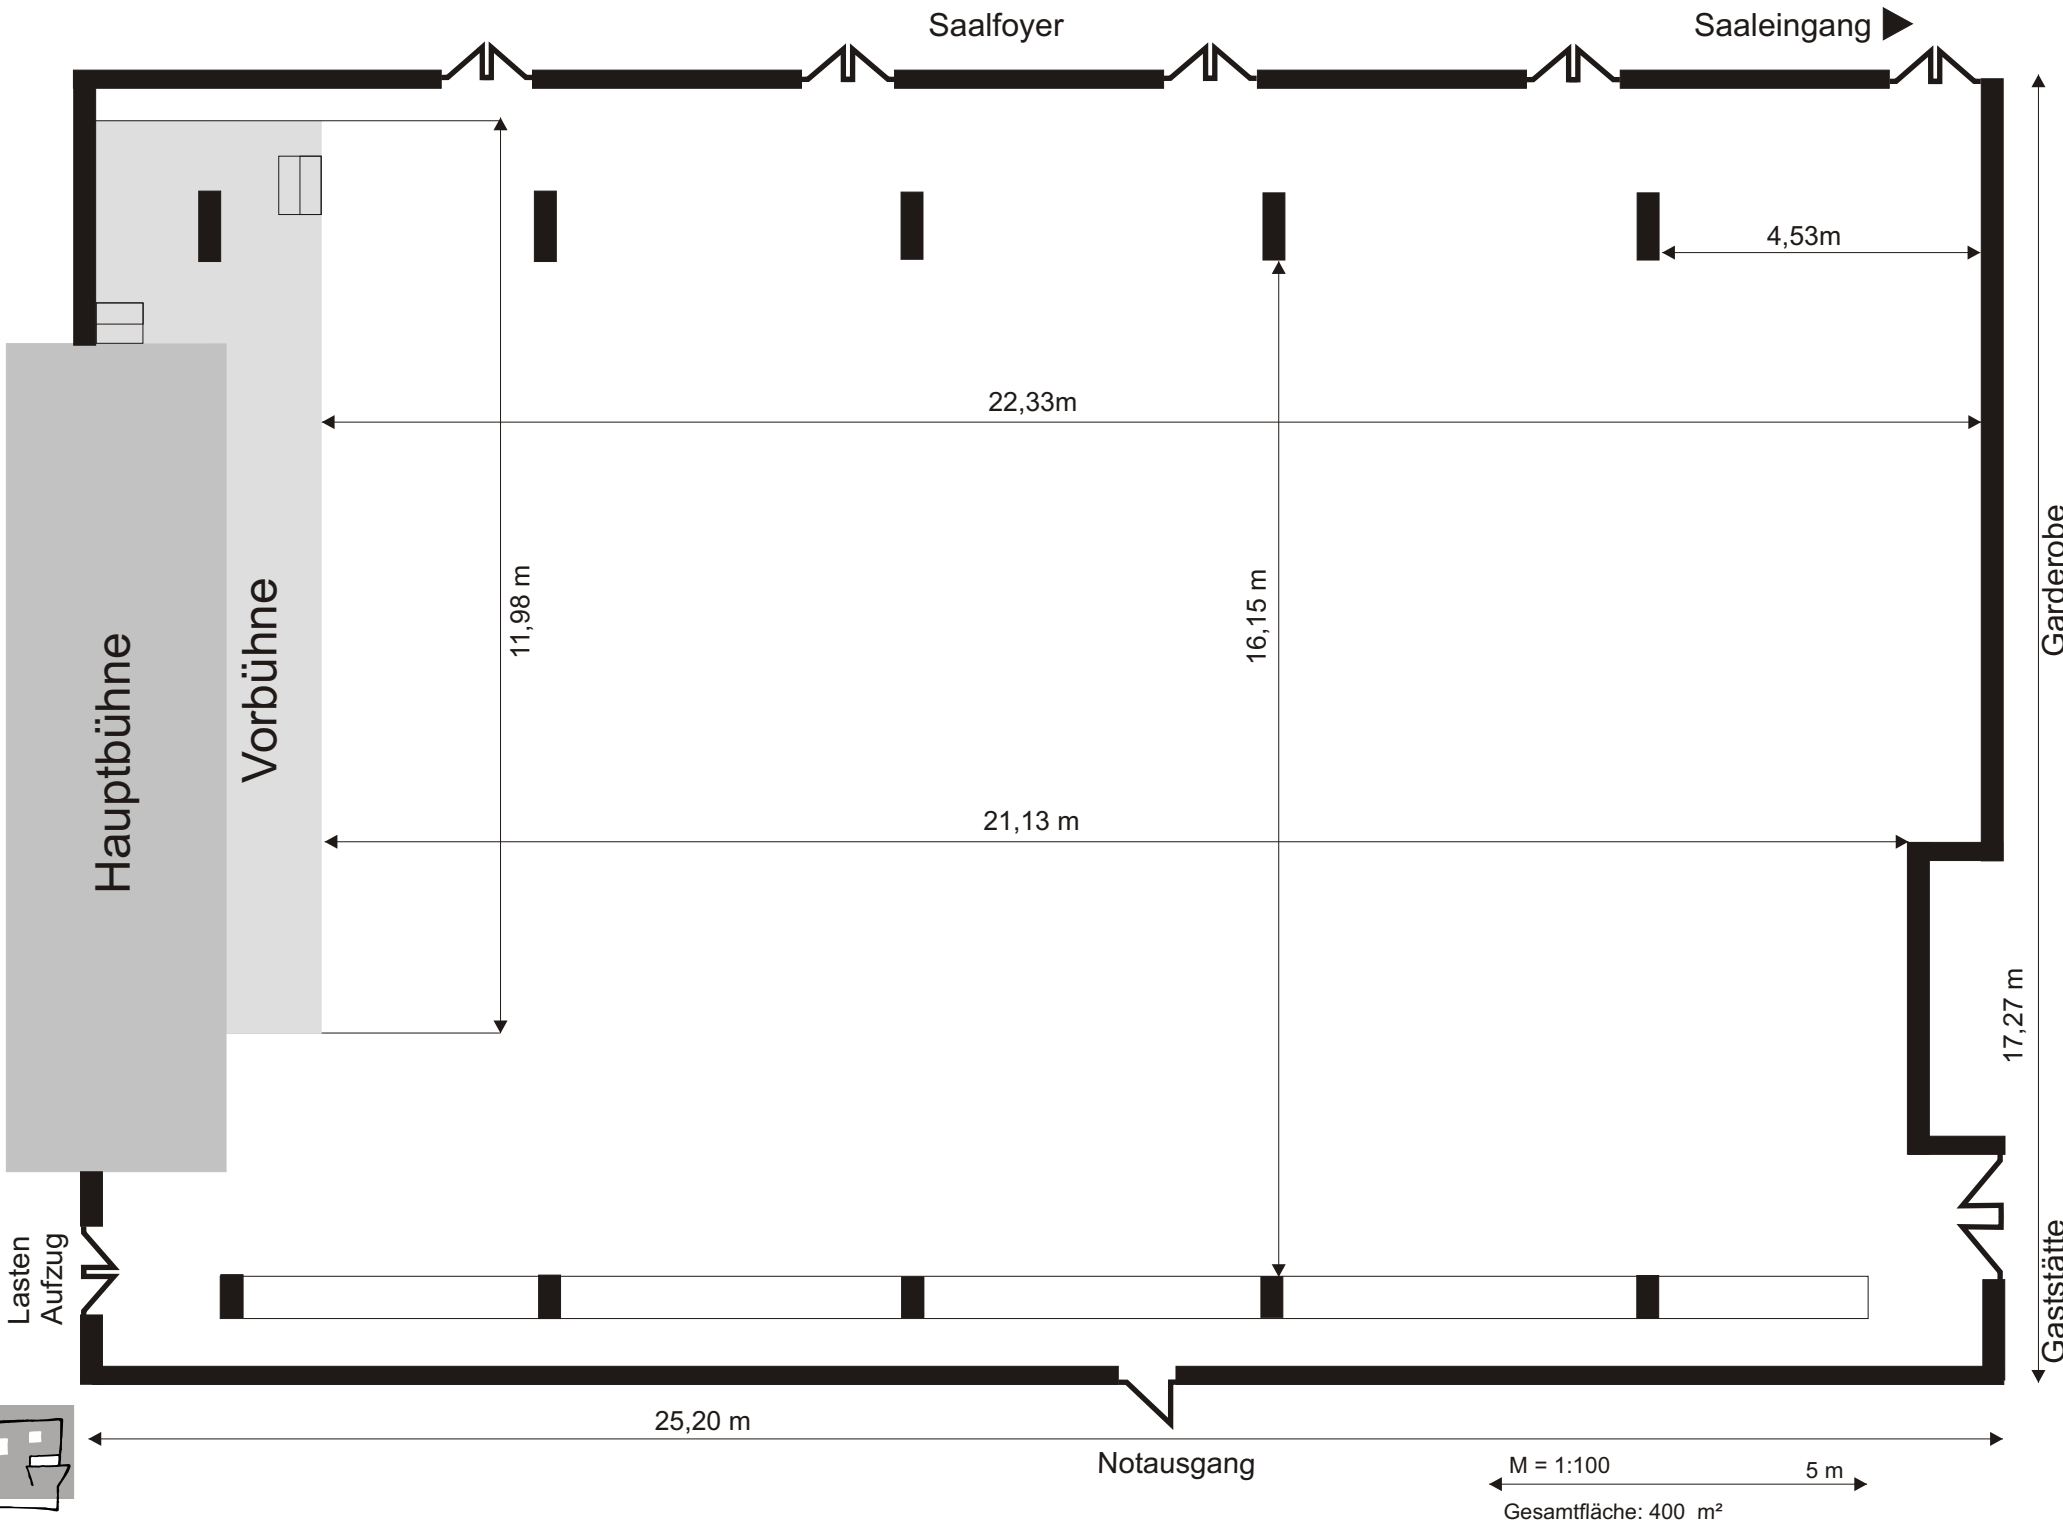 Saalfoyer
Saaleingang
4,53m
22,33m
Garderobe
11,98 m
16,15 m
Vorbühne
Hauptbühne
21,13 m
17,27 m
Lasten
Aufzug
Gaststätte
25,20 m
Notausgang
M = 1:100
5 m
Gesamtfläche: 400 m²